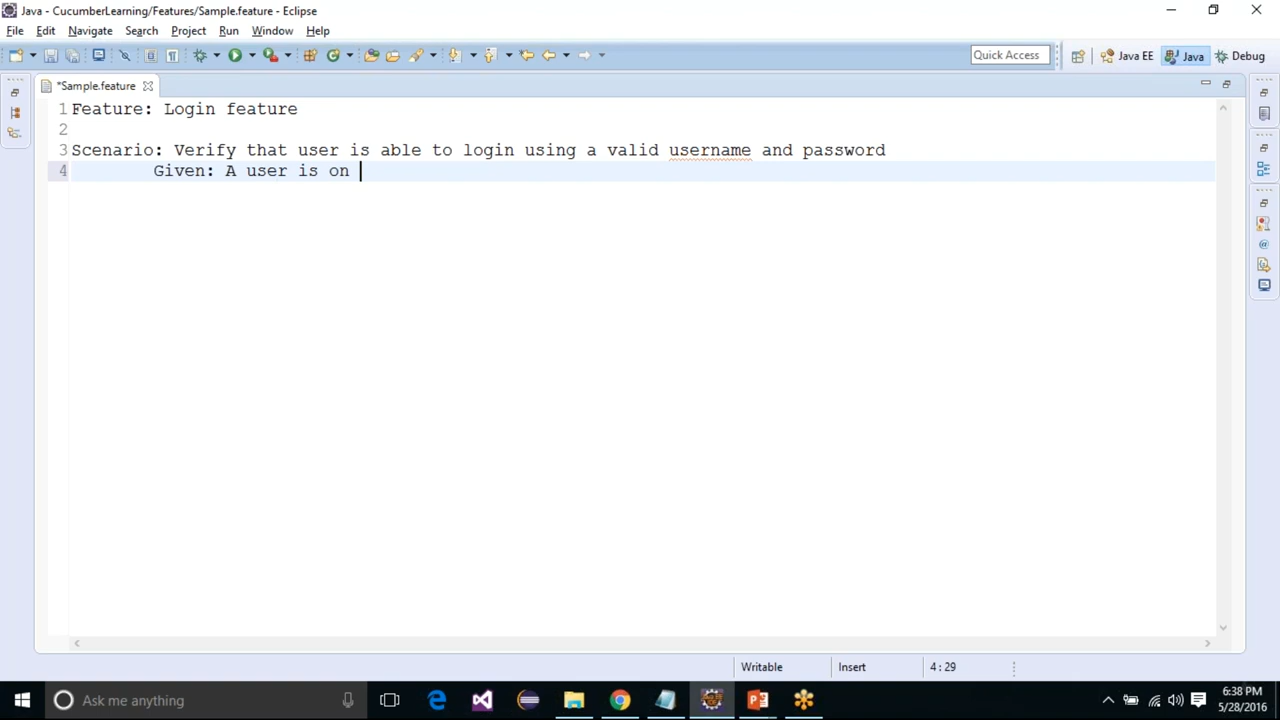 Java - CucumberLearning/Features/Sample.feature - Eclipse
File Edit Navigate Search Project Run Window Help
Quick Access Java EE Java Debug
*Sample.feature
1 Feature: Login feature
2
3 Scenario: Verify that user is able to login using a valid username and password
4 Given: A user is on
Writable Insert 4 : 29
Ask me anything
6:38 PM
5/28/2016